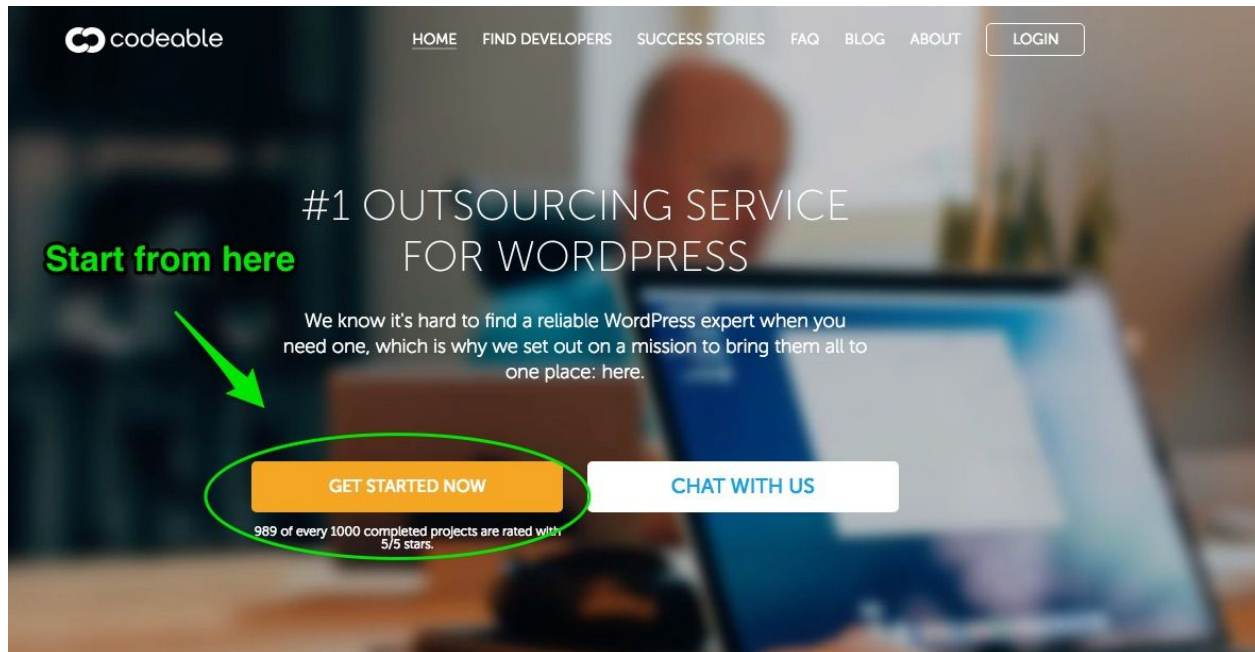 codeable
HOME FIND DEVELOPERS SUCCESS STORIES FAQ BLOG ABOUT LOGIN
#1 OUTSOURCING SERVICE
FOR WORDPRESS
Start from here
We know it's hard to find a reliable WordPress expert when you
need one, which is why we set out on a mission to bring them all to
one place: here.
GET STARTED NOW
CHAT WITH US
989 of every 1000 completed projects are rated with
5/5 stars.